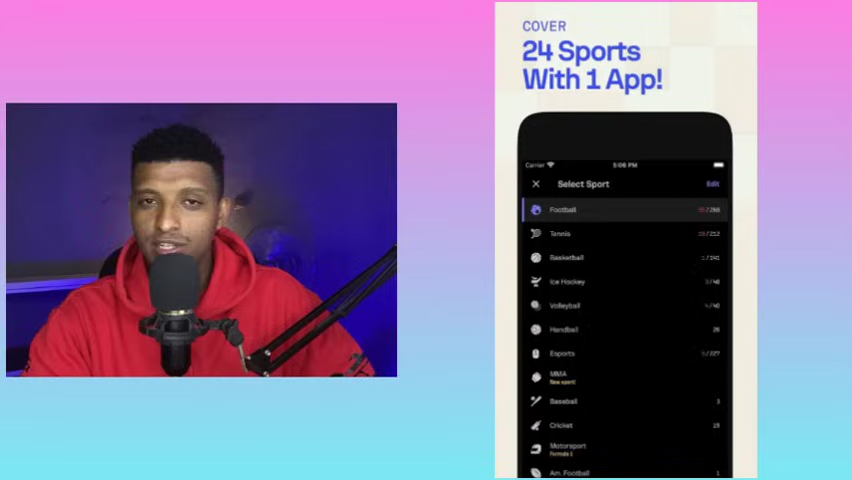 COVER
24 Sports
With 1 App!
Carrier
5:06 PM
Select Sport
Edit
Football
Tennis
Basketball
Ice Hockey
Volleyball
Handball
26
Esports
MMA
New sport!
Baseball
3
Cricket
19
Motorsport
Formula 1
Am. Football
1